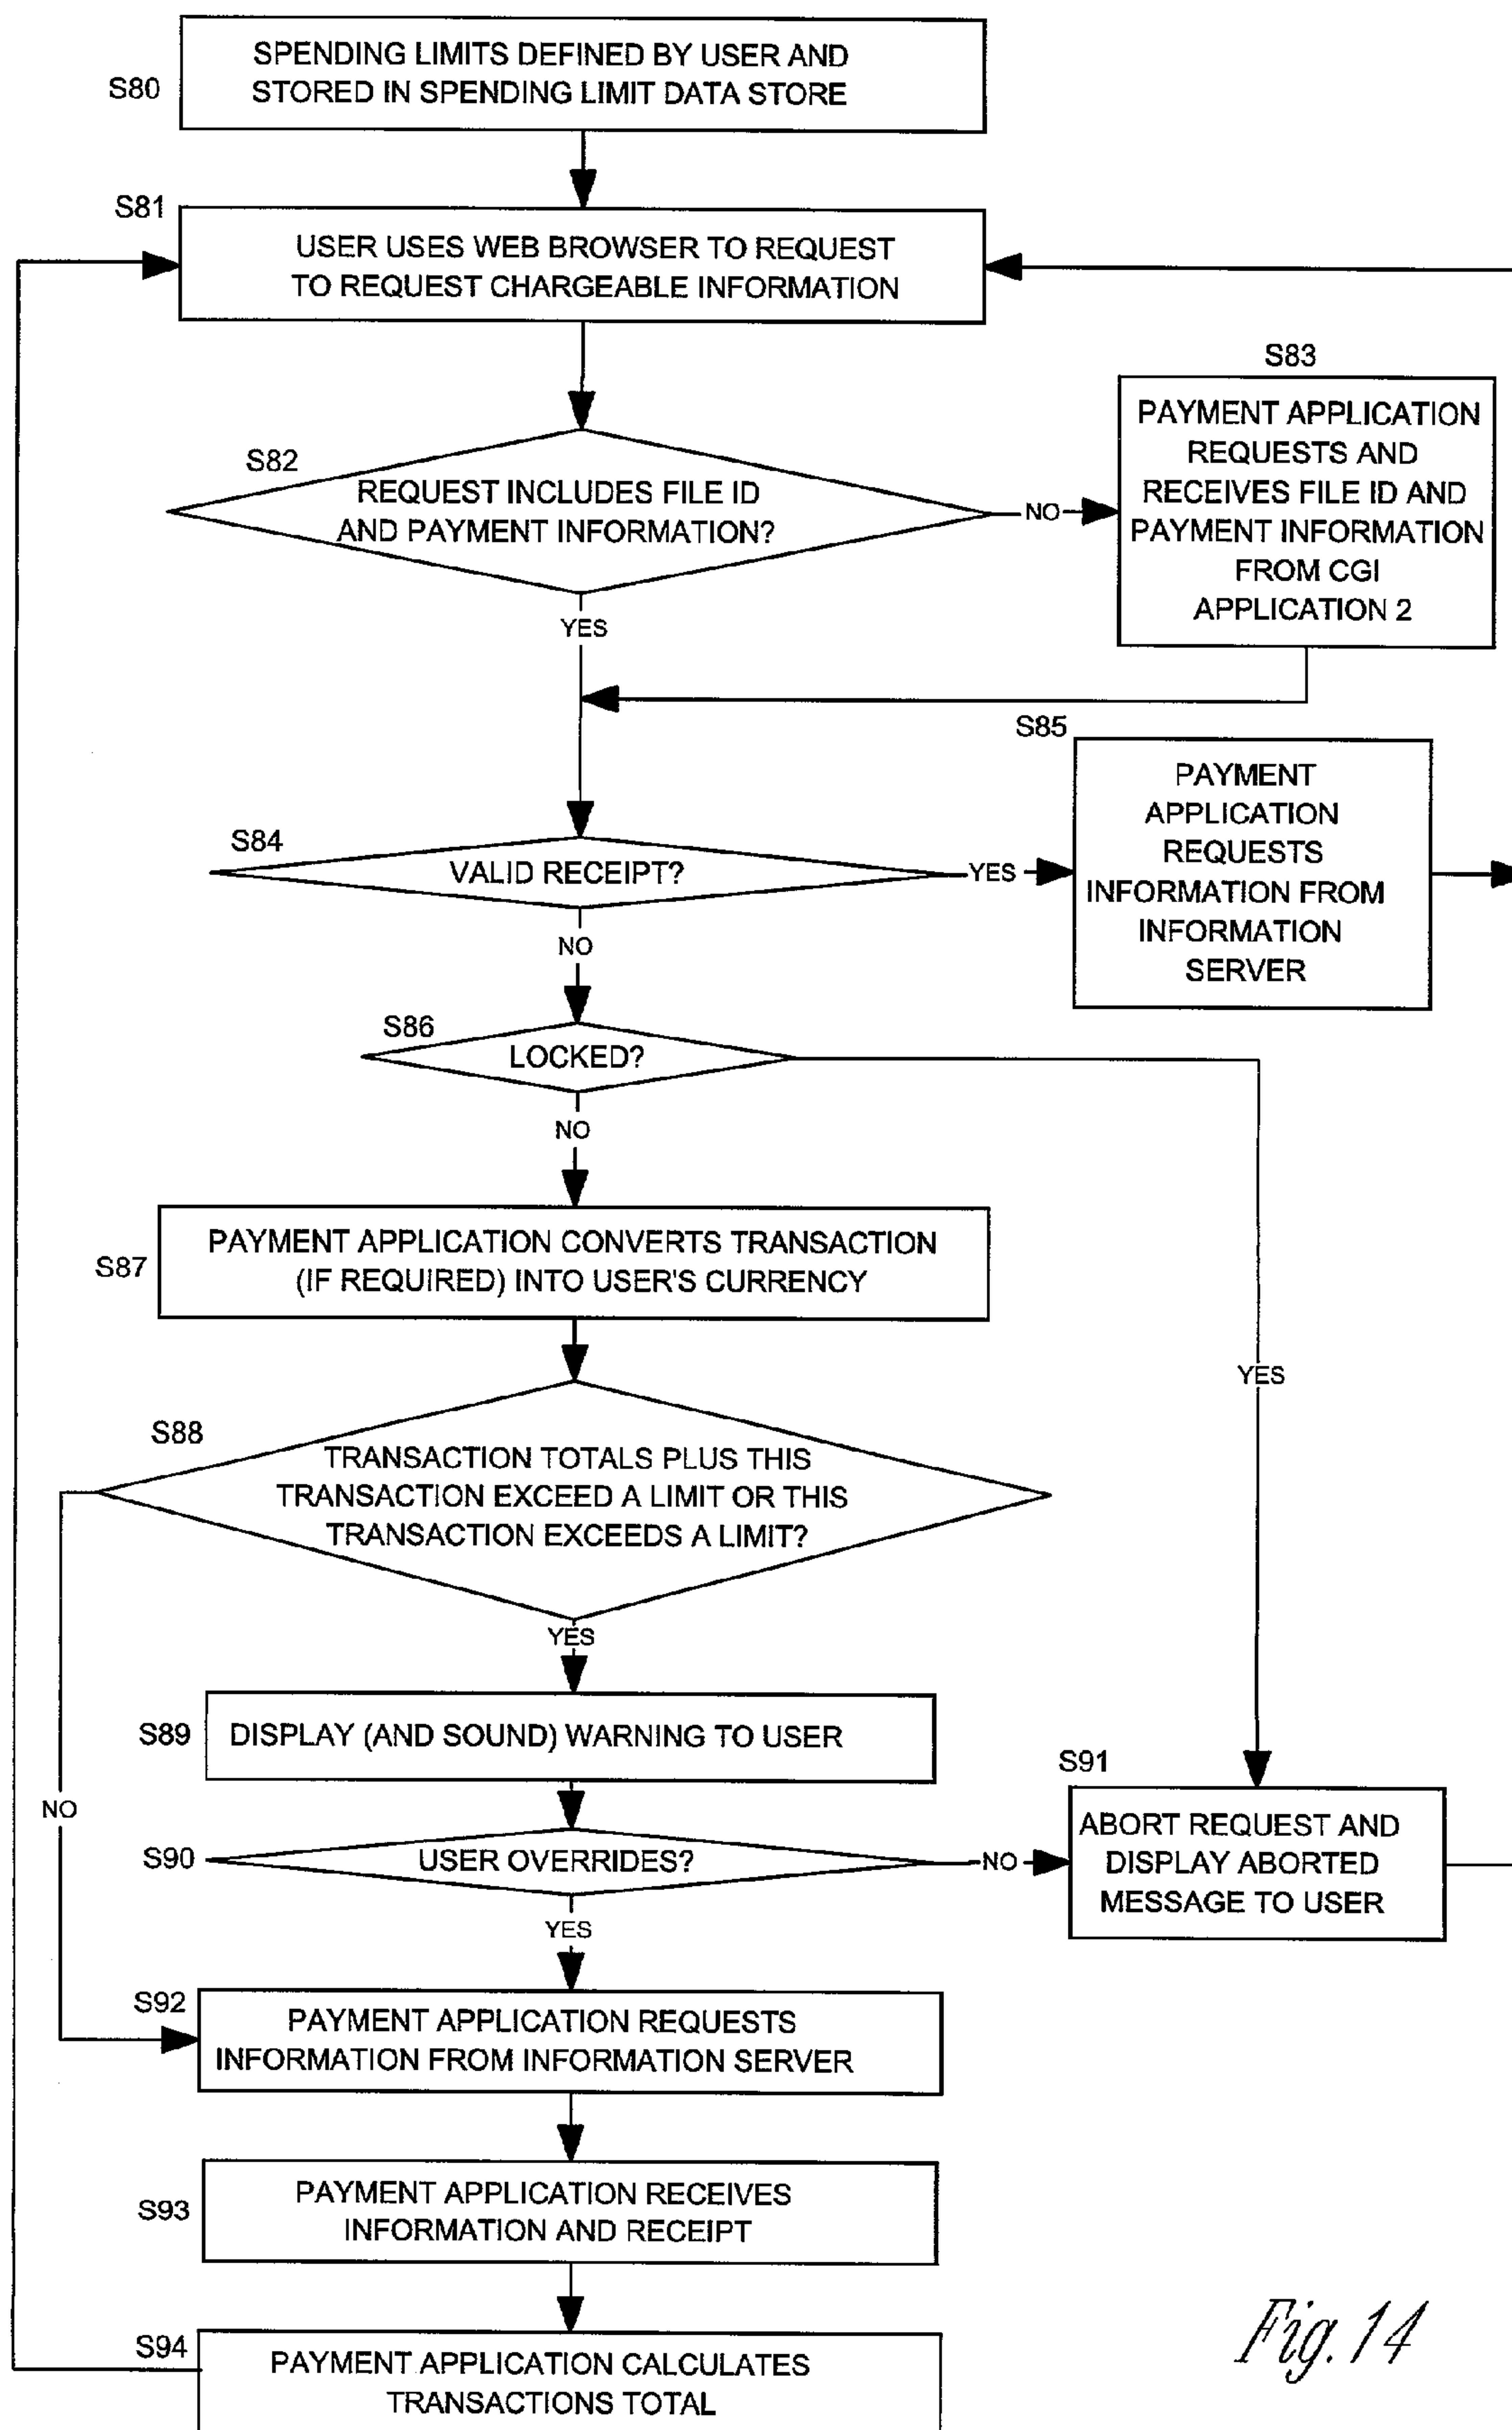 S80
SPENDING LIMITS DEFINED BY USER AND
STORED IN SPENDING LIMIT DATA STORE
S81
USER USES WEB BROWSER TO REQUEST
TO REQUEST CHARGEABLE INFORMATION
S82
REQUEST INCLUDES FILE ID
AND PAYMENT INFORMATION?
NO
YES
S83
PAYMENT APPLICATION
REQUESTS AND
RECEIVES FILE ID AND
PAYMENT INFORMATION
FROM CGI
APPLICATION 2
S84
VALID RECEIPT?
YES
NO
S85
PAYMENT
APPLICATION
REQUESTS
INFORMATION FROM
INFORMATION
SERVER
S86
LOCKED?
NO
YES
S87
PAYMENT APPLICATION CONVERTS TRANSACTION
(IF REQUIRED) INTO USER'S CURRENCY
S88
TRANSACTION TOTALS PLUS THIS
TRANSACTION EXCEED A LIMIT OR THIS
TRANSACTION EXCEEDS A LIMIT?
YES
NO
S89
DISPLAY (AND SOUND) WARNING TO USER
S90
USER OVERRIDES?
NO
YES
S91
ABORT REQUEST AND
DISPLAY ABORTED
MESSAGE TO USER
S92
PAYMENT APPLICATION REQUESTS
INFORMATION FROM INFORMATION SERVER
S93
PAYMENT APPLICATION RECEIVES
INFORMATION AND RECEIPT
S94
PAYMENT APPLICATION CALCULATES
TRANSACTIONS TOTAL
Fig. 14